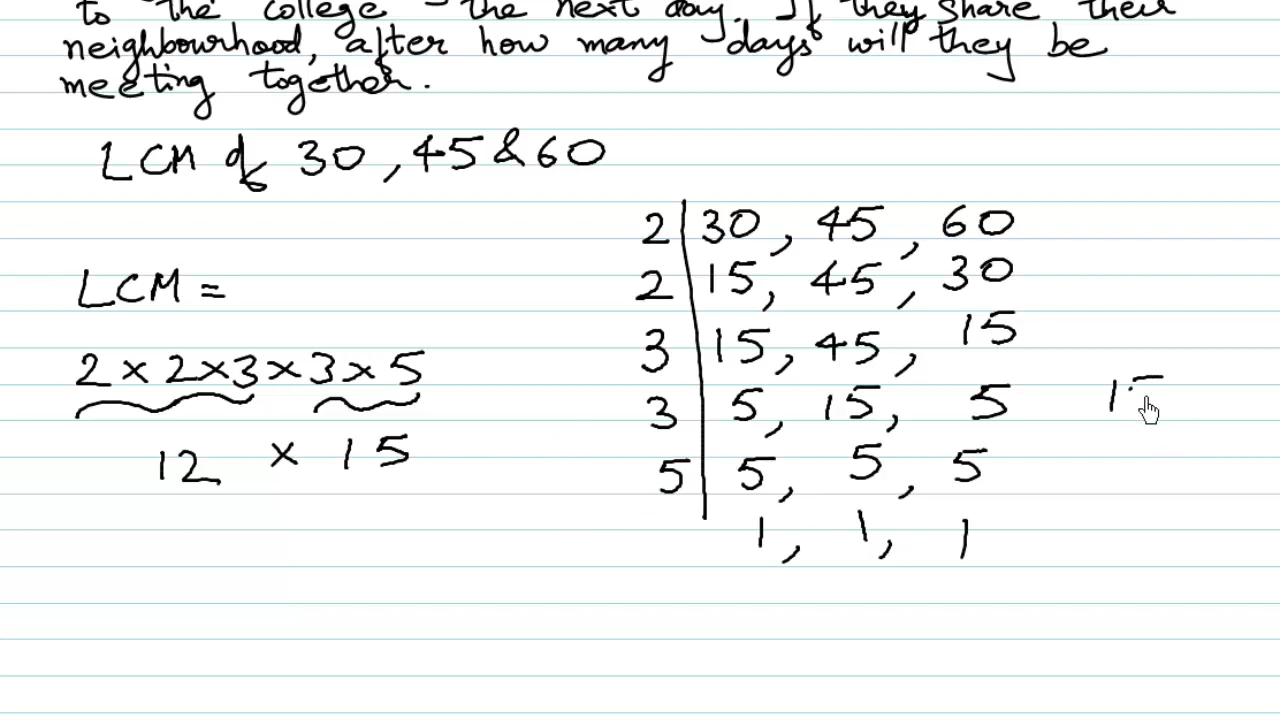 to the college the next day. If they share their
neighbourhood, after how many days will they be
meeting together.
LCM of 30, 45 & 60
2 | 30, 45, 60
LCM =
2 | 15, 45, 30
3 | 15, 45, 15
2 × 2 × 3 × 3 × 5
3 | 5, 15, 5
12 × 15
5 | 5, 5, 5
1, 1, 1